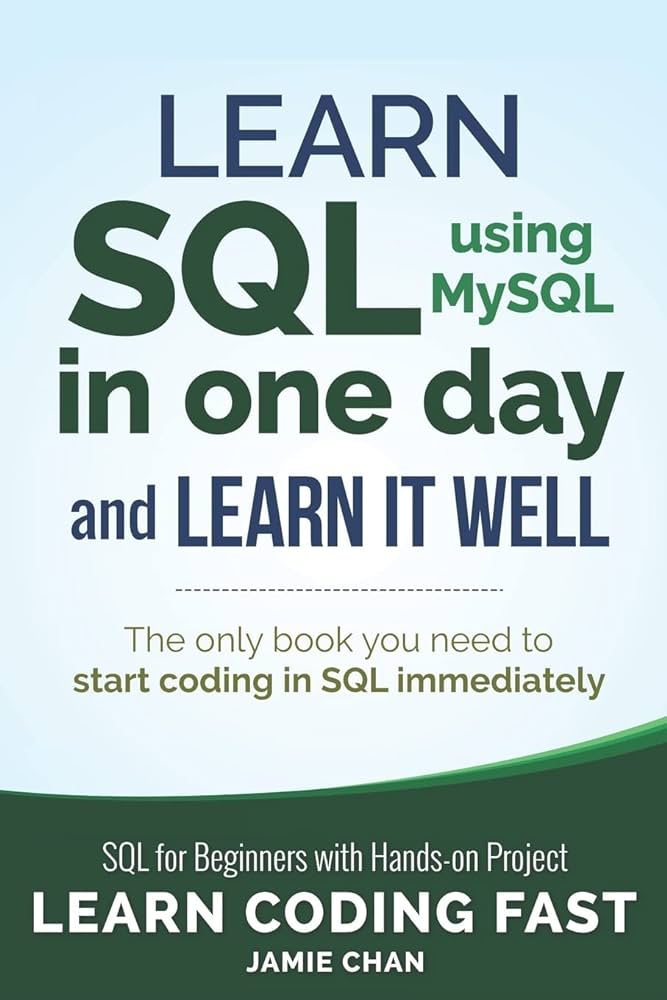 LEARN
SQL using
MySQL
in one day
and LEARN IT WELL
The only book you need to
start coding in SQL immediately
SQL for Beginners with Hands-on Project
LEARN CODING FAST
JAMIE CHAN